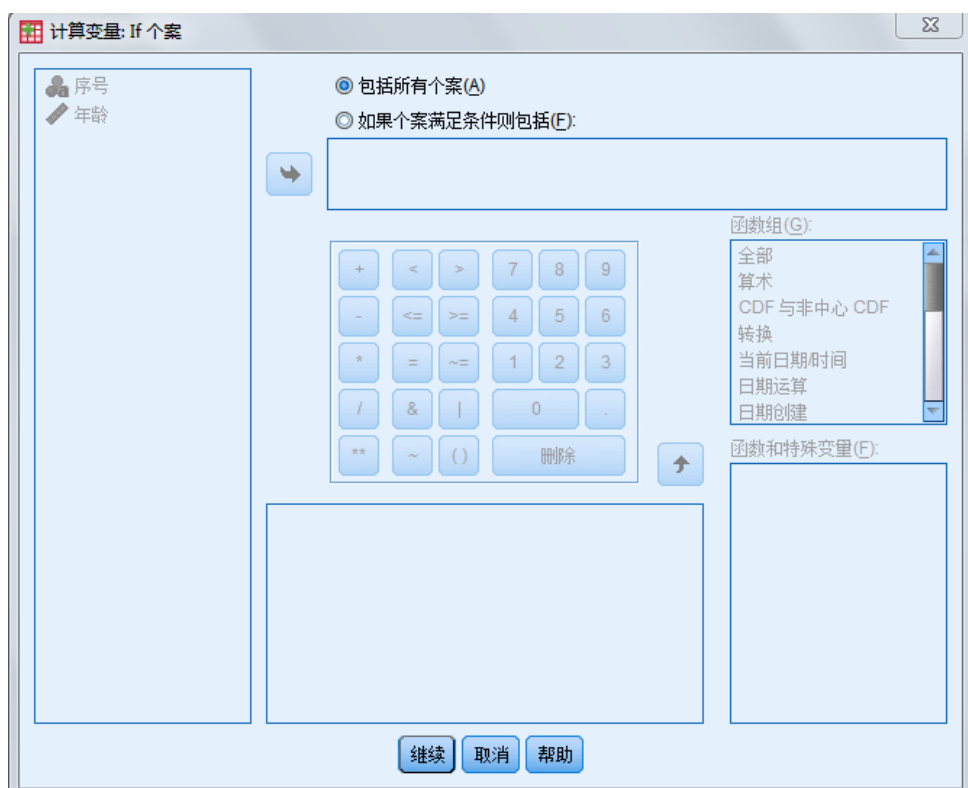 计算变量: If 个案
序号
年龄
包括所有个案(A)
如果个案满足条件则包括(F):
函数组(G):
全部
算术
CDF 与非中心 CDF
转换
当前日期/时间
日期运算
日期创建
+ < > 7 8 9
- <= >= 4 5 6
* = ~= 1 2 3
/ & | 0 .
** ~ ( ) 删除
函数和特殊变量(F):
继续 取消 帮助